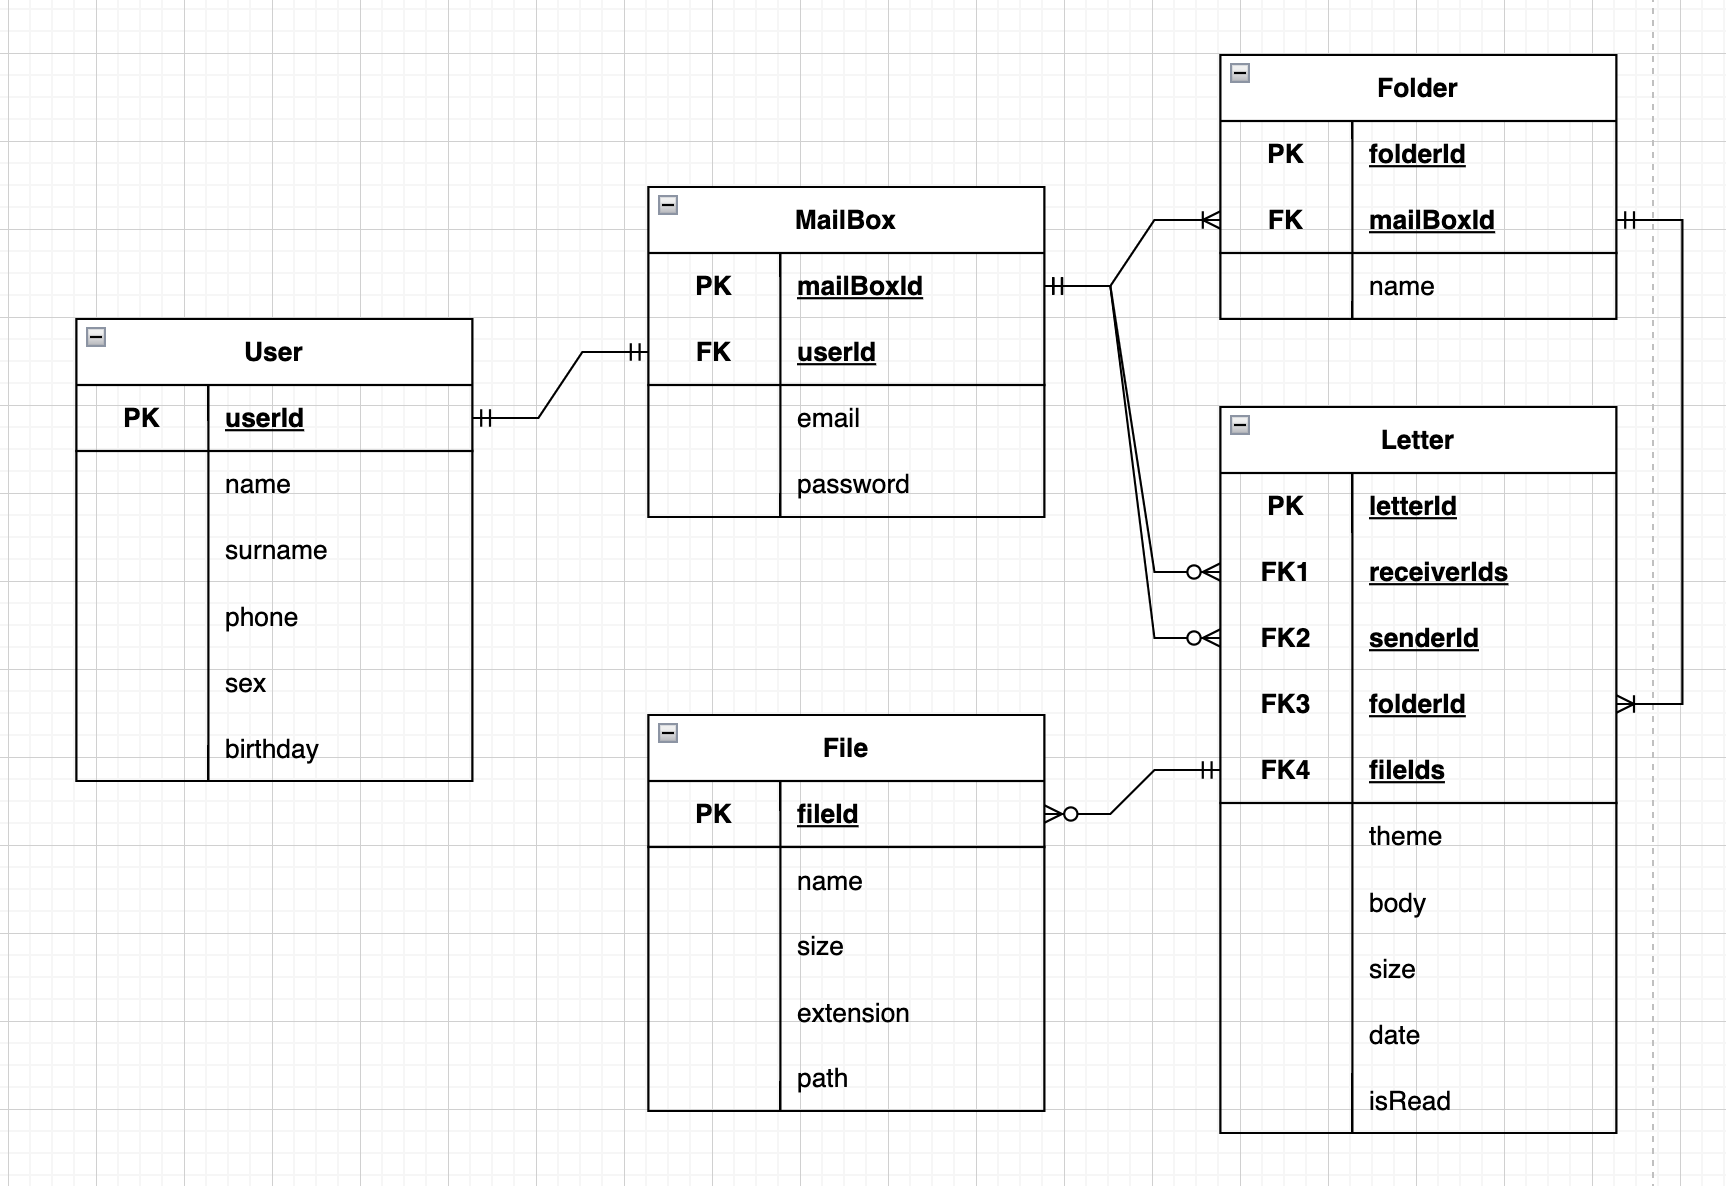 User
PK userId
name
surname
phone
sex
birthday
MailBox
PK mailBoxId
FK userId
email
password
File
PK fileId
name
size
extension
path
Folder
PK folderId
FK mailBoxId
name
Letter
PK letterId
FK1 receiverIds
FK2 senderId
FK3 folderId
FK4 fileIds
theme
body
size
date
isRead